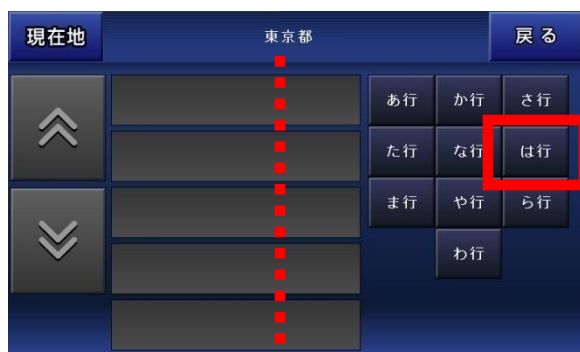 現在地 東京都 戻る
あ行 か行 さ行
た行 な行 は行
ま行 や行 ら行
わ行